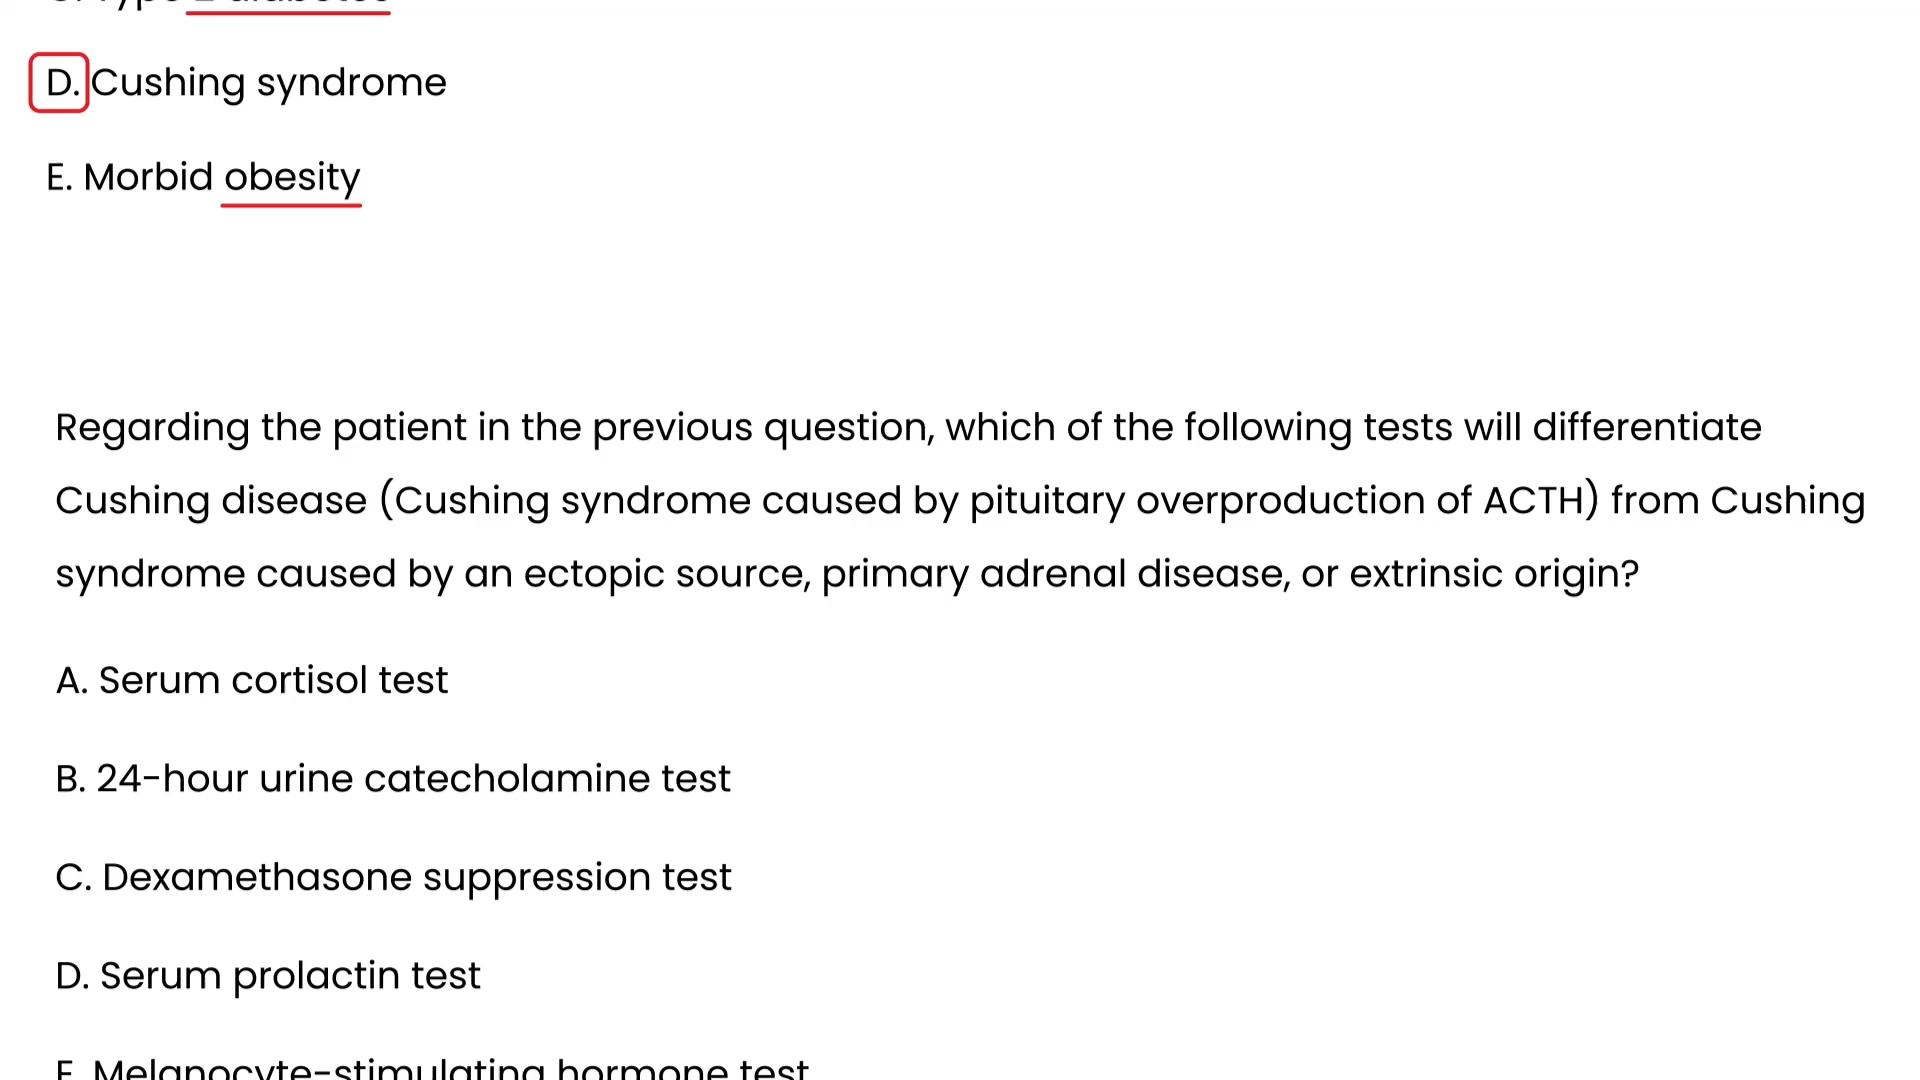 C. Type 2 diabetes
D. Cushing syndrome
E. Morbid obesity
Regarding the patient in the previous question, which of the following tests will differentiate
Cushing disease (Cushing syndrome caused by pituitary overproduction of ACTH) from Cushing
syndrome caused by an ectopic source, primary adrenal disease, or extrinsic origin?
A. Serum cortisol test
B. 24-hour urine catecholamine test
C. Dexamethasone suppression test
D. Serum prolactin test
E. Melanocyte-stimulating hormone test